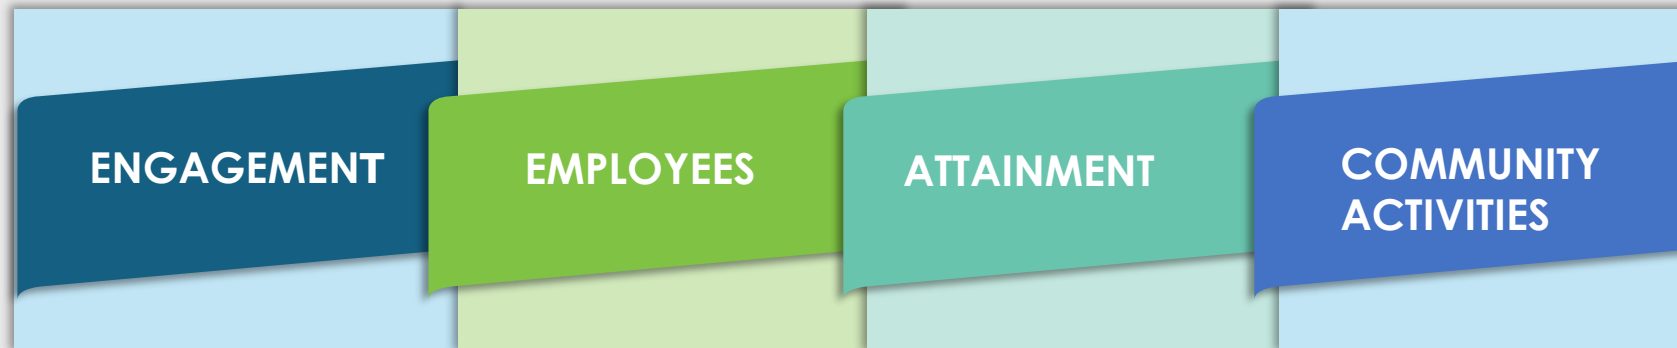 ENGAGEMENT
EMPLOYEES
ATTAINMENT
COMMUNITY
ACTIVITIES